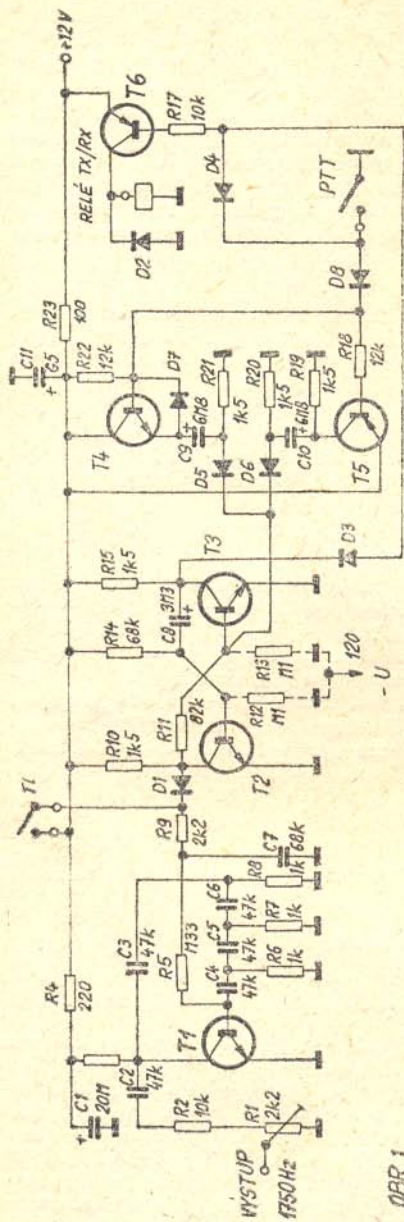 +12V
T6
RELÉ TX/RX
R17
10k
D4
PTT
D2
D8
R23
100
C11
+ G5
R22
12k
D7
T4
C9
+
6M8
R21
1k5
R20
1k5
R19
1k5
R18
12k
D5
D6
C10
+6M8
T5
R15
1k5
T3
D3
R14
68k
C8
3M3
+
R13
M1
R12
M1
120
- U
R11
82k
R10
1k5
D1
T2
Tl
R9
2k2
C7
68k
R8
1k
R7
1k
R6
1k
C6
47k
C5
47k
C4
47k
R5
M33
C3
47k
R4
220
T1
C1
20M
+
C2
47k
R2
10k
R1
2k2
VÝSTUP
1750Hz
OBR. 1